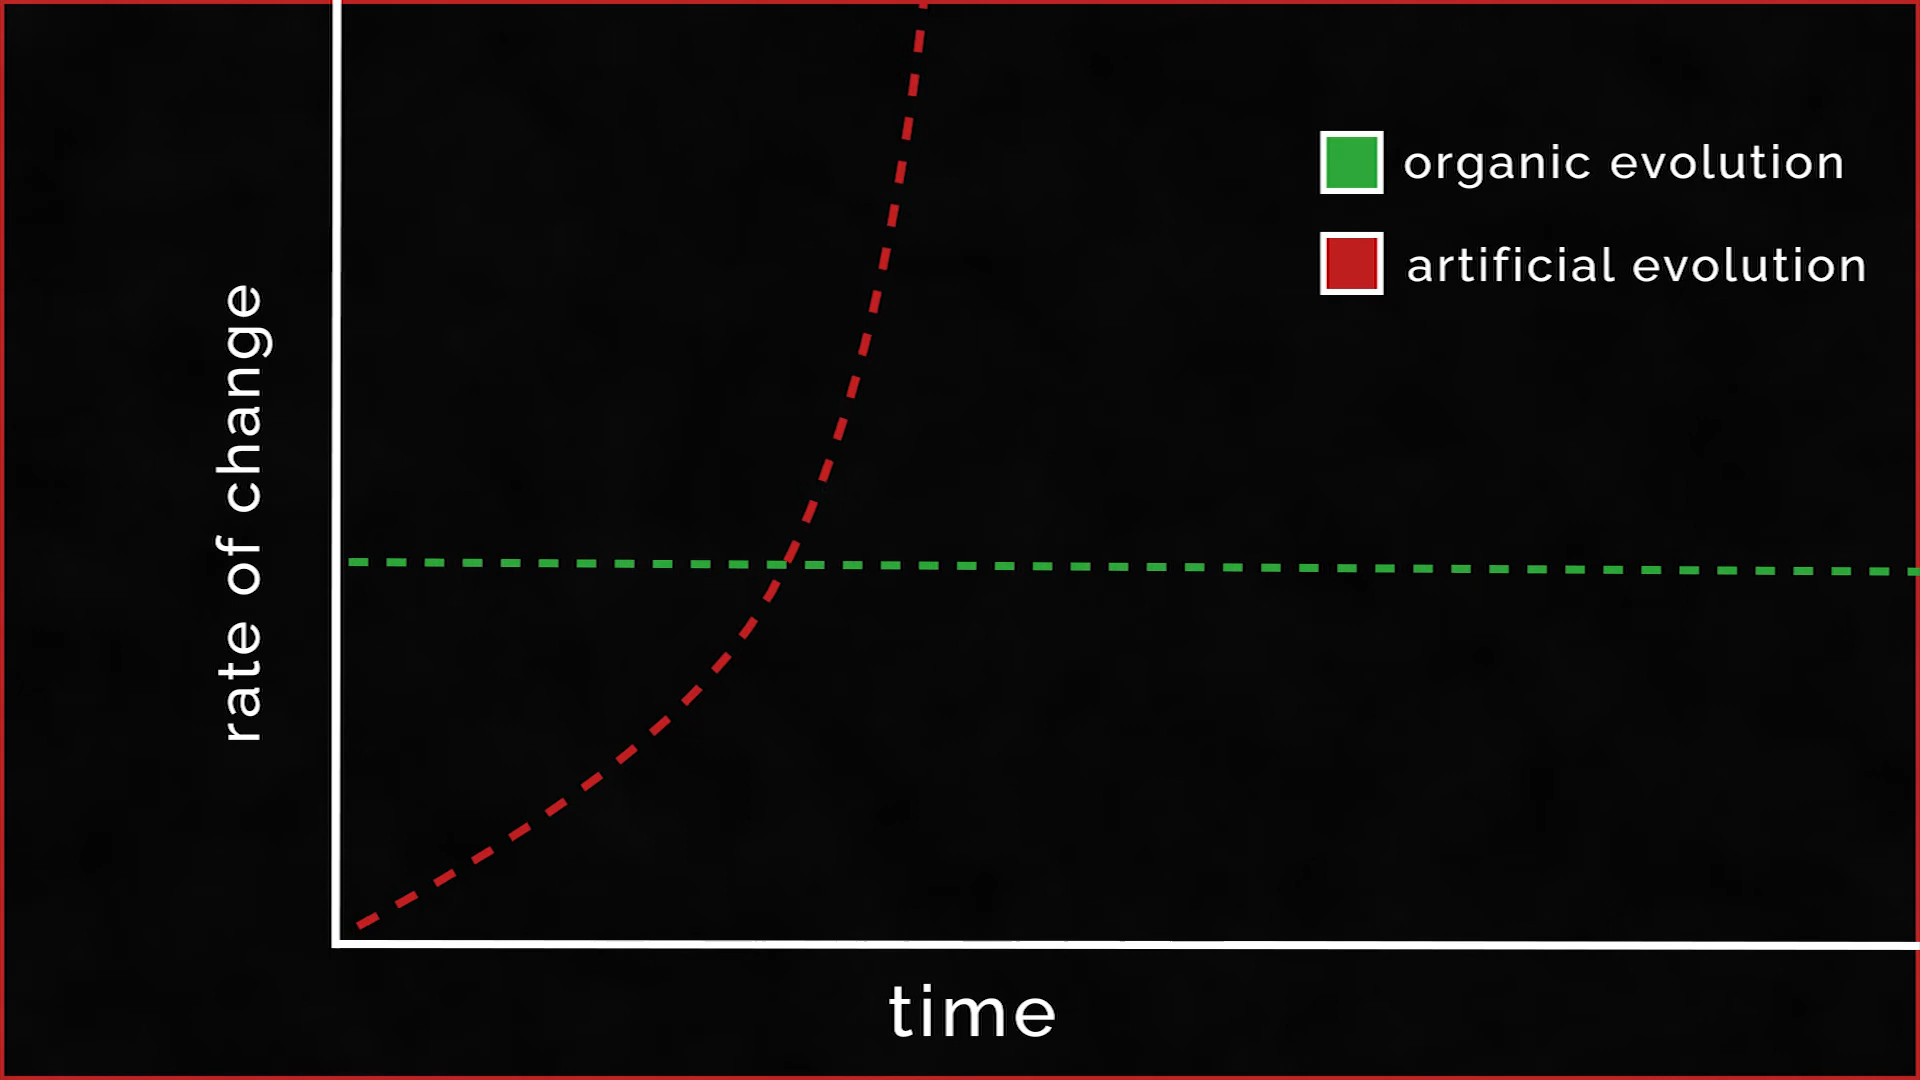 organic evolution
artificial evolution
rate of change
time